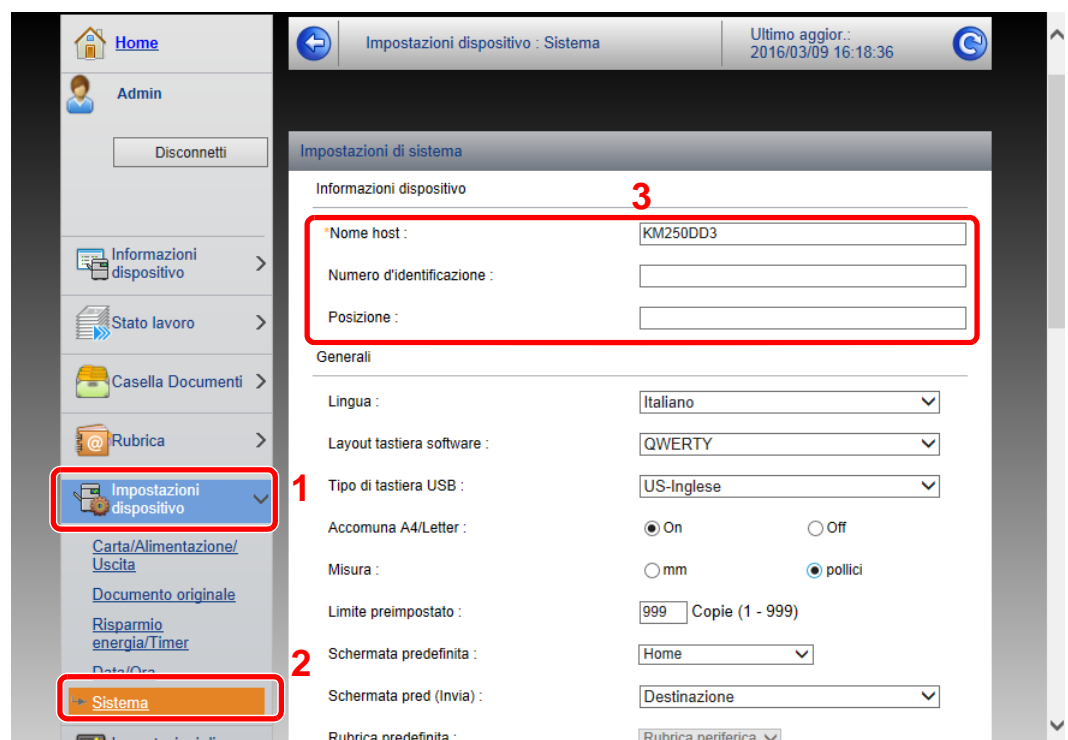 Home
Impostazioni dispositivo : Sistema
Ultimo aggior.:
2016/03/09 16:18:36
Admin
Disconnetti
Impostazioni di sistema
Informazioni dispositivo
3
*Nome host :
KM250DD3
Numero d'identificazione :
Posizione :
Informazioni
dispositivo
Stato lavoro
Casella Documenti
Rubrica
1
Impostazioni
dispositivo
Carta/Alimentazione/
Uscita
Documento originale
Risparmio
energia/Timer
Data/Ora
2
Sistema
Generali
Lingua :
Italiano
Layout tastiera software :
QWERTY
Tipo di tastiera USB :
US-Inglese
Accomuna A4/Letter :
On
Off
Misura :
mm
pollici
Limite preimpostato :
999 Copie (1 - 999)
Schermata predefinita :
Home
Schermata pred (Invia) :
Destinazione
Rubrica predefinita :
Rubrica periferica